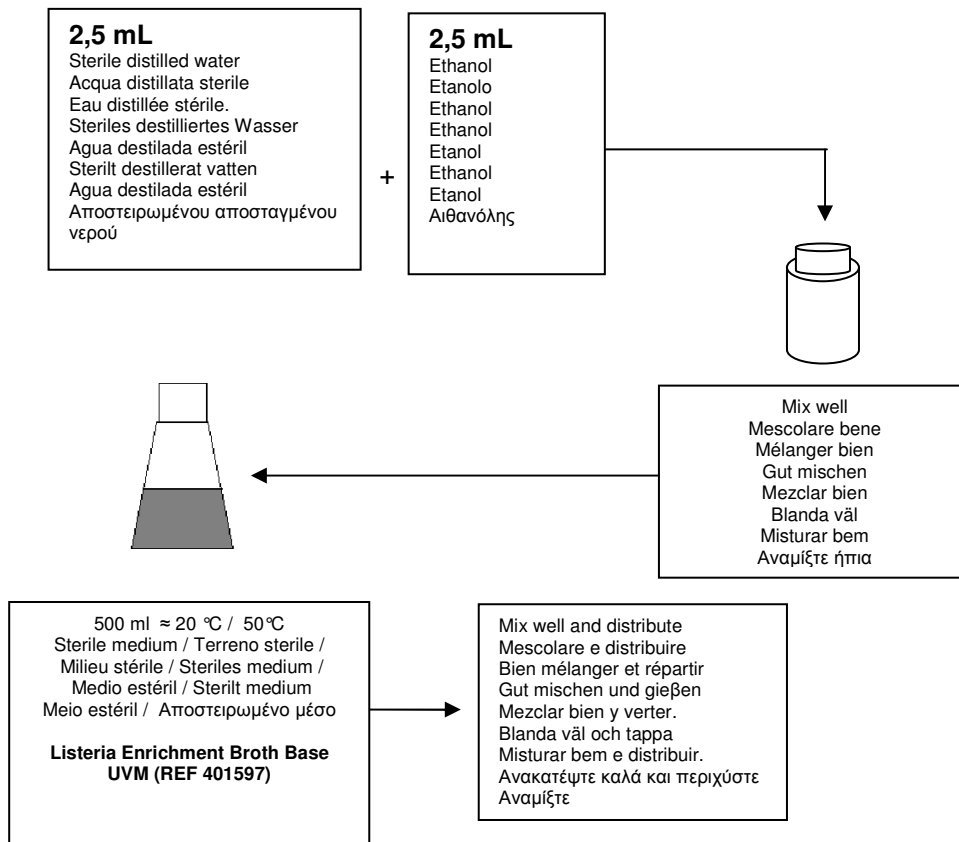 2,5 mL
Sterile distilled water
Acqua distillata sterile
Eau distillée stérile.
Steriles destilliertes Wasser
Agua destilada estéril
Sterilt destillerat vatten
Agua destilada estéril
Αποστειρωμένου αποσταγμένου
νερού
+
2,5 mL
Ethanol
Etanolo
Ethanol
Ethanol
Etanol
Ethanol
Etanol
Αιθανόλης
Mix well
Mescolare bene
Mélanger bien
Gut mischen
Mezclar bien
Blanda väl
Misturar bem
Αναμίξτε ήπια
500 ml ≈ 20 °C / 50°C
Sterile medium / Terreno sterile /
Milieu stérile / Steriles medium /
Medio estéril / Sterilt medium
Meio estéril / Αποστειρωμένο μέσο
Listeria Enrichment Broth Base
UVM (REF 401597)
Mix well and distribute
Mescolare e distribuire
Bien mélanger et répartir
Gut mischen und gieβen
Mezclar bien y verter.
Blanda väl och tappa
Misturar bem e distribuir.
Ανακατέψτε καλά και περιχύστε
Αναμίξτε